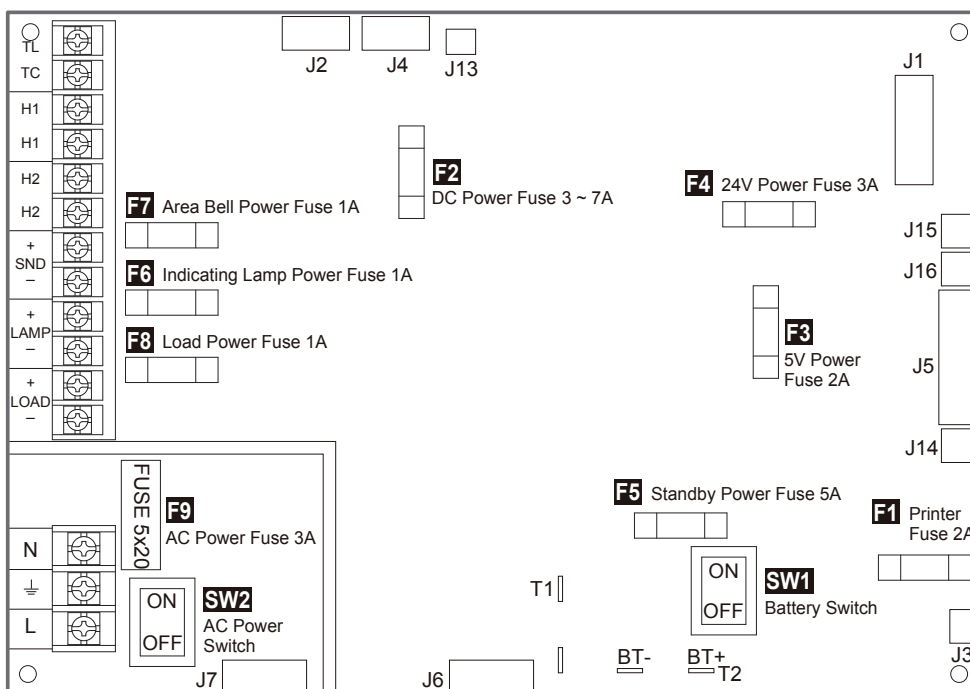 TL
TC
H1
H1
H2
H2
+
SND
–
+
LAMP
–
+
LOAD
–
J2
J4
J13
J1
F2
DC Power Fuse 3 ~ 7A
F4 24V Power Fuse 3A
F7 Area Bell Power Fuse 1A
J15
F6 Indicating Lamp Power Fuse 1A
J16
F8 Load Power Fuse 1A
F3
5V Power
Fuse 2A
J5
J14
FUSE 5x20
F9
AC Power Fuse 3A
F5 Standby Power Fuse 5A
F1 Printer
Fuse 2A
N
L
ON
OFF
SW2
AC Power
Switch
T1
ON
OFF
SW1
Battery Switch
J7
J6
BT-
BT+
T2
J3